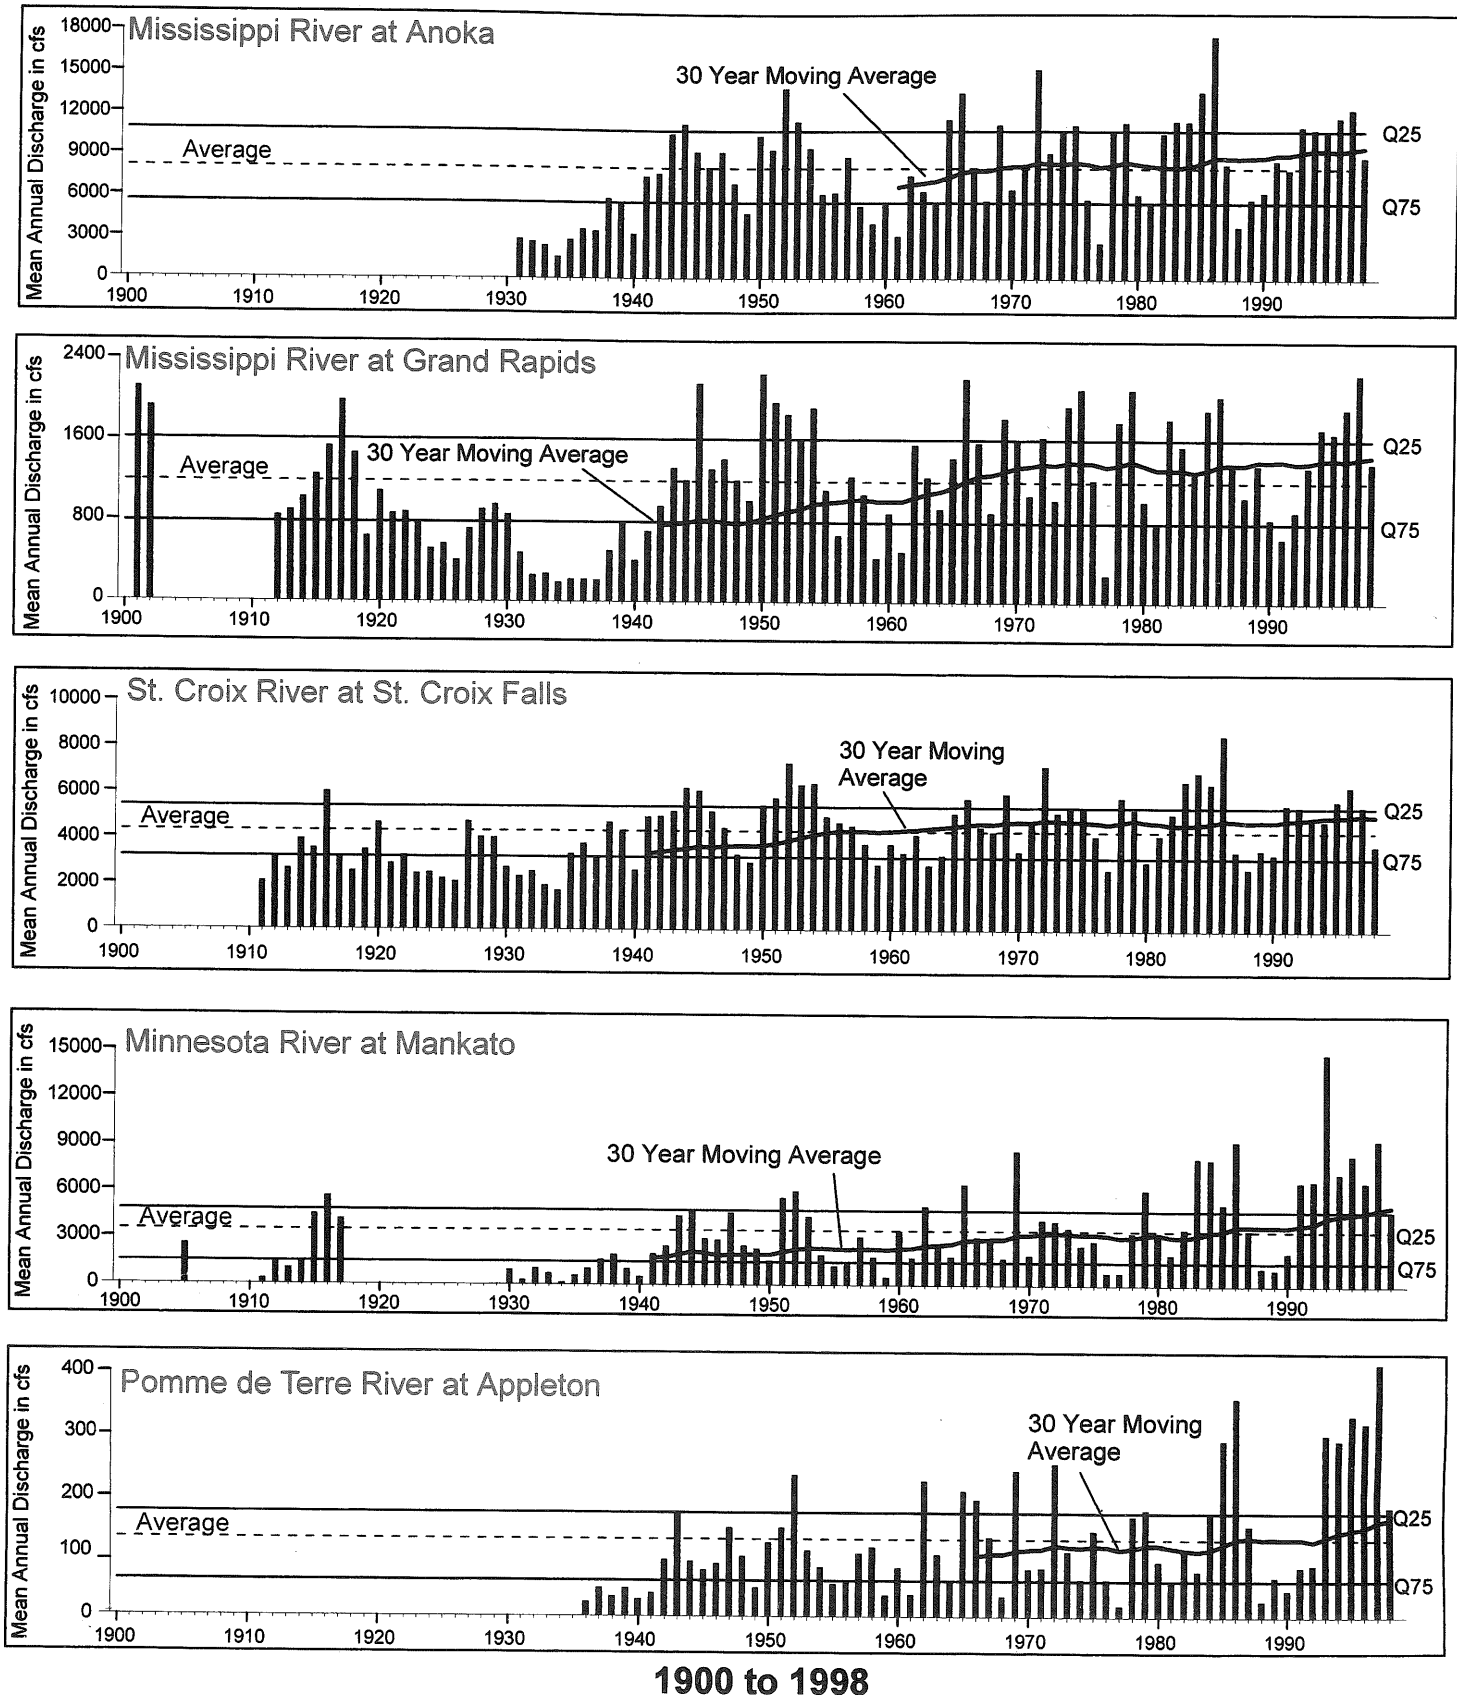 Mississippi River at Anoka
Mean Annual Discharge in cfs
18000
15000
12000
9000
6000
3000
0
30 Year Moving Average
Average
Q25
Q75
1900 1910 1920 1930 1940 1950 1960 1970 1980 1990
Mississippi River at Grand Rapids
Mean Annual Discharge in cfs
2400
1600
800
0
30 Year Moving Average
Average
Q25
Q75
1900 1910 1920 1930 1940 1950 1960 1970 1980 1990
St. Croix River at St. Croix Falls
Mean Annual Discharge in cfs
10000
8000
6000
4000
2000
0
30 Year Moving
Average
Average
Q25
Q75
1900 1910 1920 1930 1940 1950 1960 1970 1980 1990
Minnesota River at Mankato
Mean Annual Discharge in cfs
15000
12000
9000
6000
3000
0
30 Year Moving Average
Average
Q25
Q75
1900 1910 1920 1930 1940 1950 1960 1970 1980 1990
Pomme de Terre River at Appleton
Mean Annual Discharge in cfs
400
300
200
100
0
30 Year Moving
Average
Average
Q25
Q75
1900 1910 1920 1930 1940 1950 1960 1970 1980 1990
1900 to 1998